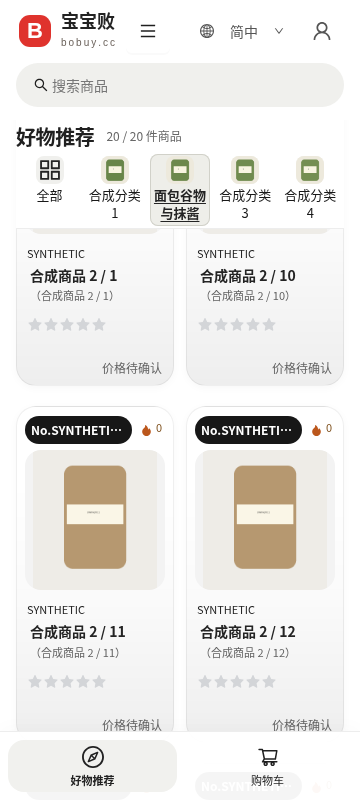 B 宝宝败
bobuy.cc
简中
搜索商品
好物推荐 20 / 20 件商品
全部
合成分类 1
面包谷物与抹酱
合成分类 3
合成分类 4
SYNTHETIC SYNTHETIC
合成商品 2 / 1 合成商品 2 / 10
（合成商品 2 / 1） （合成商品 2 / 10）
价格待确认 价格待确认
No.SYNTHETI… 0 No.SYNTHETI… 0
SYNTHETIC SYNTHETIC
合成商品 2 / 11 合成商品 2 / 12
（合成商品 2 / 11） （合成商品 2 / 12）
价格待确认 价格待确认
好物推荐 购物车